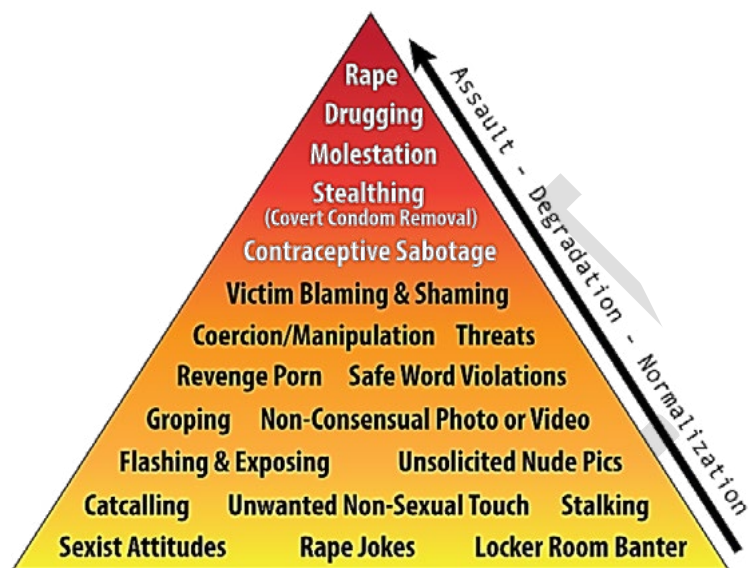 Rape
Drugging
Molestation
Stealthing
(Covert Condom Removal)
Contraceptive Sabotage
Victim Blaming & Shaming
Coercion/Manipulation Threats
Revenge Porn Safe Word Violations
Groping Non-Consensual Photo or Video
Flashing & Exposing Unsolicited Nude Pics
Catcalling Unwanted Non-Sexual Touch Stalking
Sexist Attitudes Rape Jokes Locker Room Banter
Assault - Degradation - Normalization